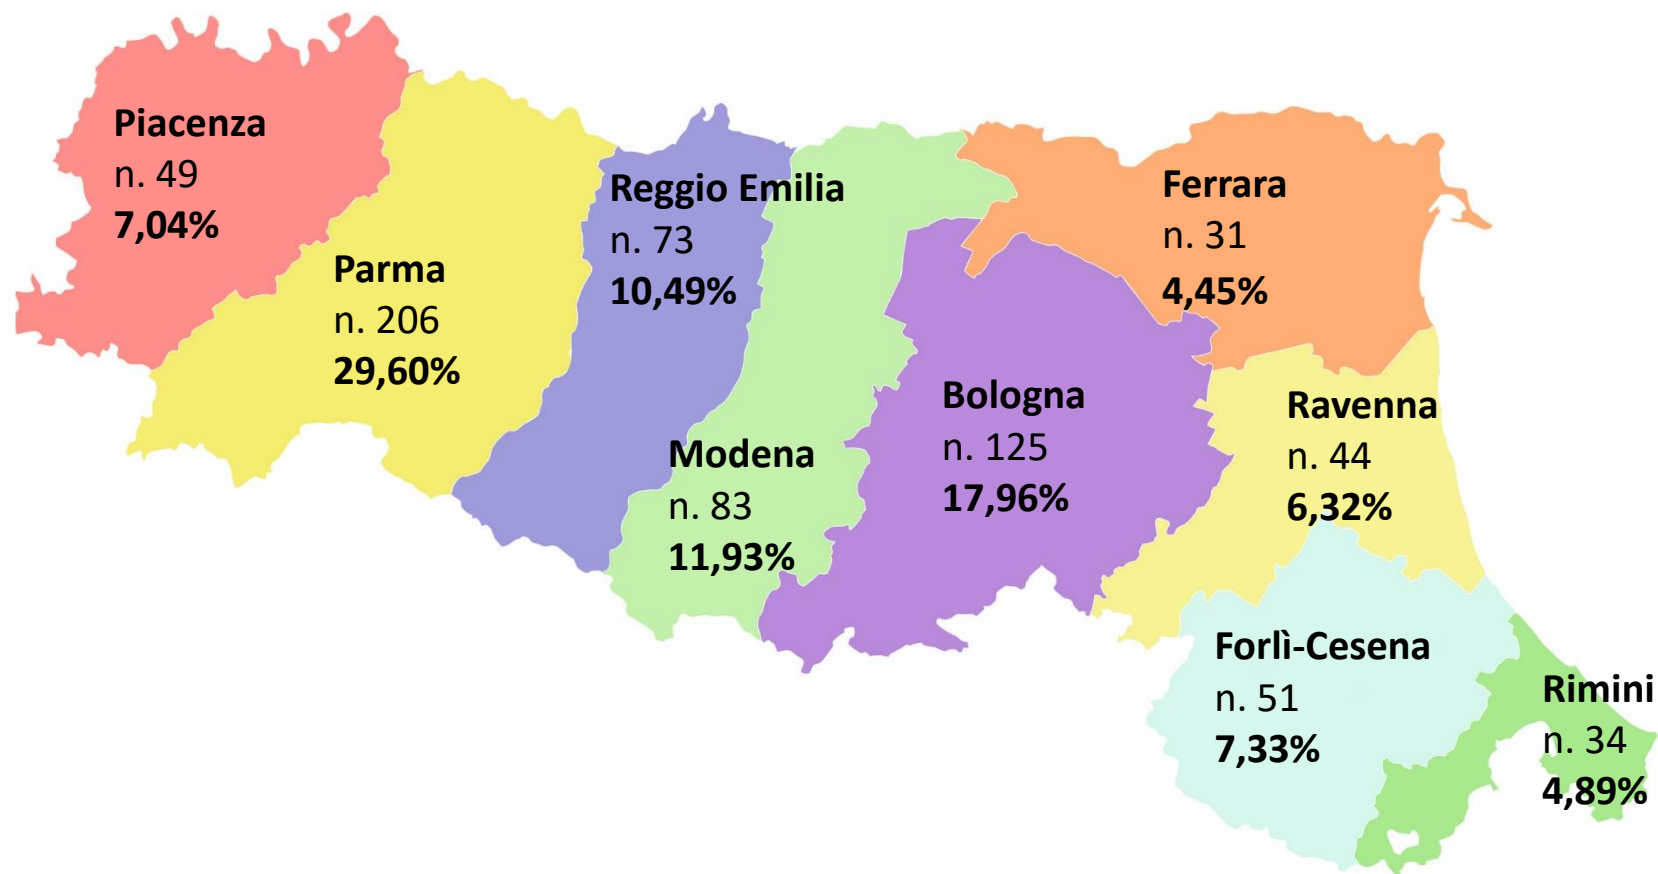 Piacenza
n. 49
7,04%
Parma
n. 206
29,60%
Reggio Emilia
n. 73
10,49%
Modena
n. 83
11,93%
Bologna
n. 125
17,96%
Ferrara
n. 31
4,45%
Ravenna
n. 44
6,32%
Forlì-Cesena
n. 51
7,33%
Rimini
n. 34
4,89%